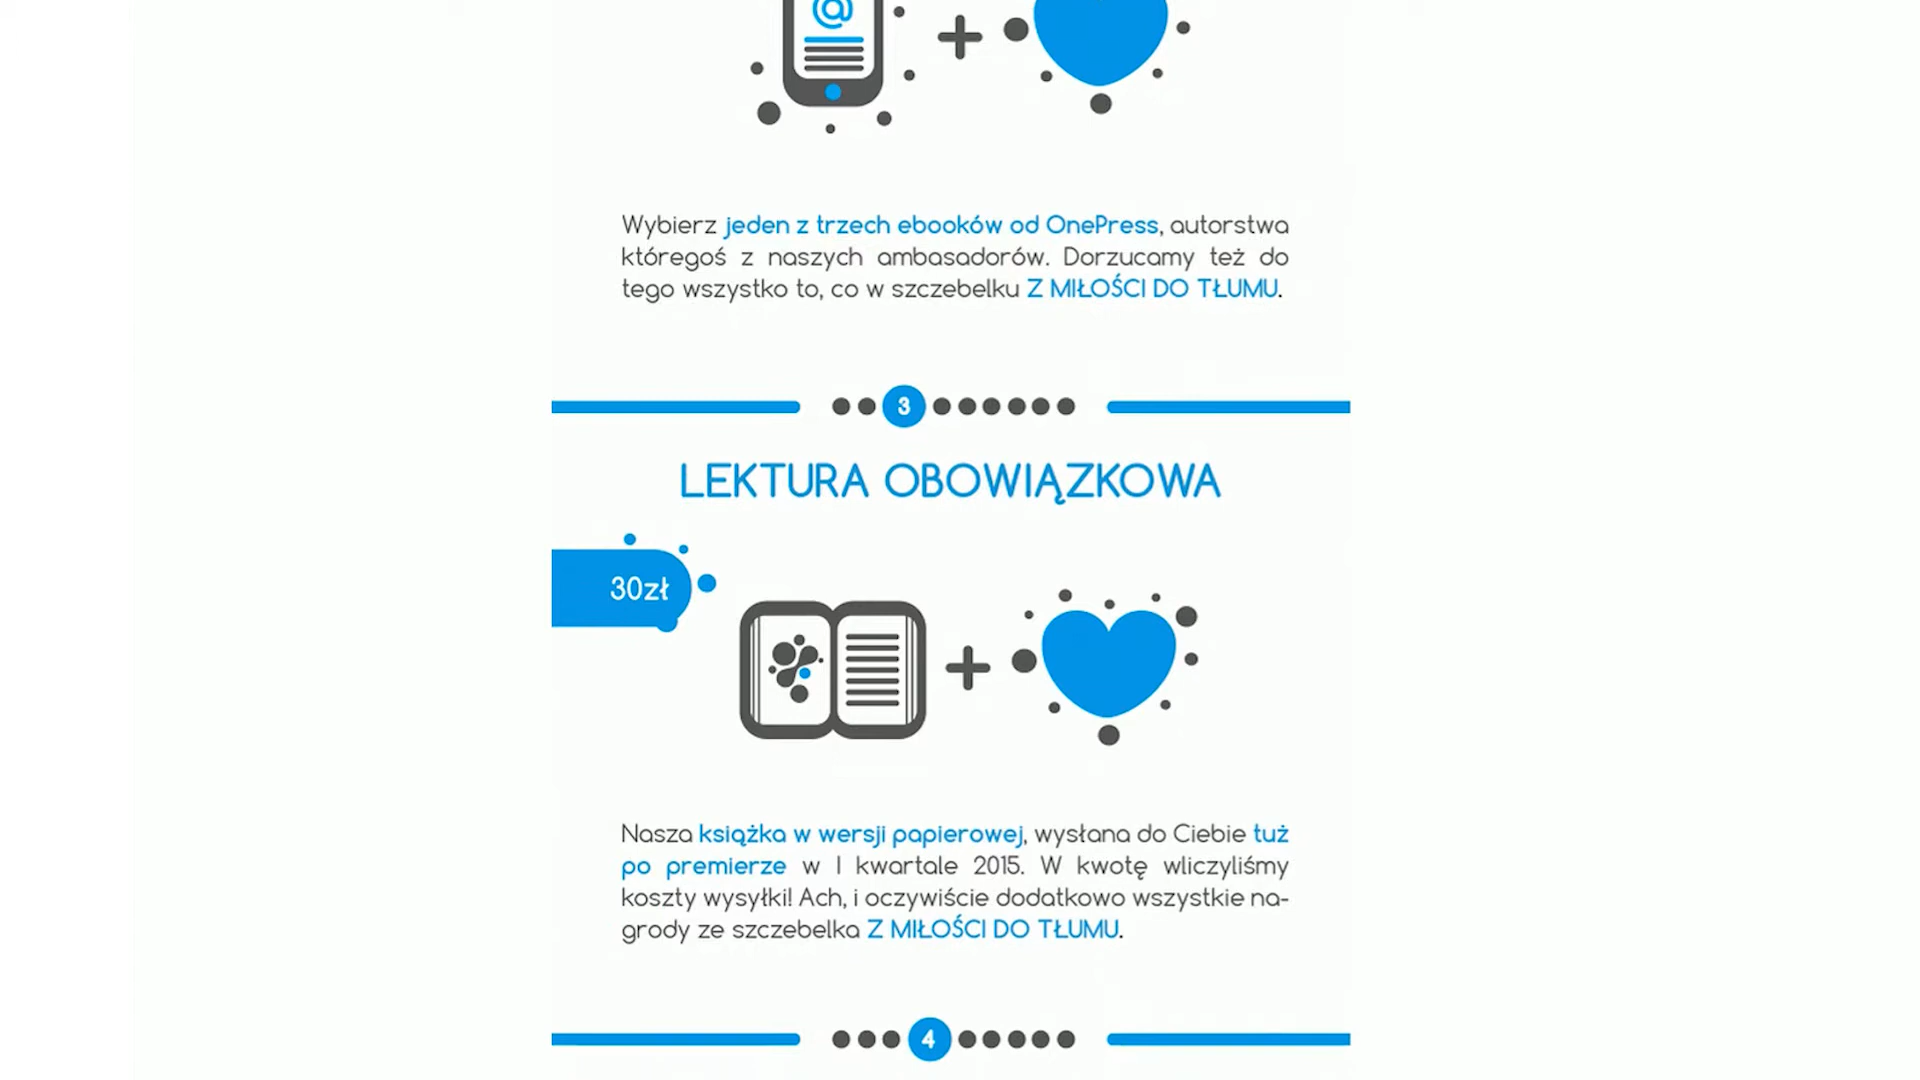 @
Wybierz jeden z trzech ebooków od OnePress, autorstwa
któregoś z naszych ambasadorów. Dorzucamy też do
tego wszystko to, co w szczebelku Z MIŁOŚCI DO TŁUMU.
3
LEKTURA OBOWIĄZKOWA
30zł
Nasza książka w wersji papierowej, wysłana do Ciebie tuż
po premierze w I kwartale 2015. W kwotę wliczyliśmy
koszty wysyłki! Ach, i oczywiście dodatkowo wszystkie na-
grody ze szczebelka Z MIŁOŚCI DO TŁUMU.
4